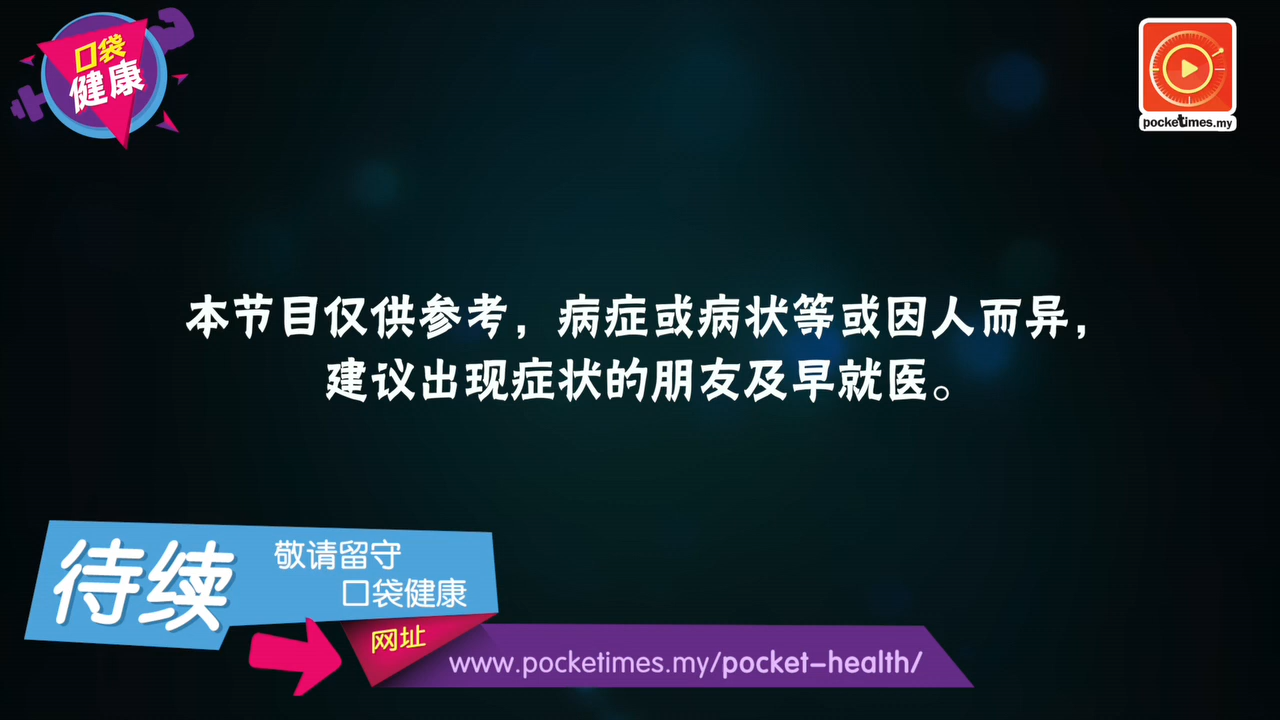 口袋
健康
pocketimes.my
本节目仅供参考，病症或病状等或因人而异，
建议出现症状的朋友及早就医。
待续
敬请留守
口袋健康
网址
www.pocketimes.my/pocket-health/